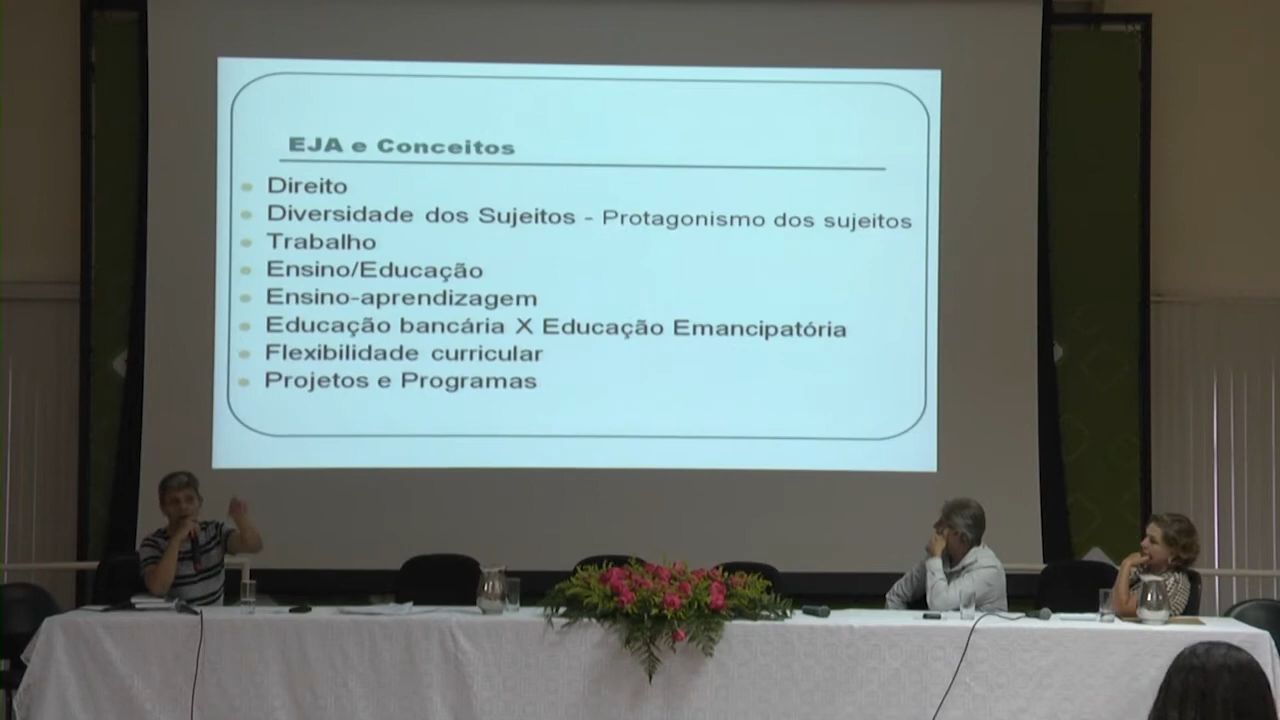 EJA e Conceitos
Direito
Diversidade dos Sujeitos - Protagonismo dos sujeitos
Trabalho
Ensino/Educação
Ensino-aprendizagem
Educação bancária X Educação Emancipatória
Flexibilidade curricular
Projetos e Programas